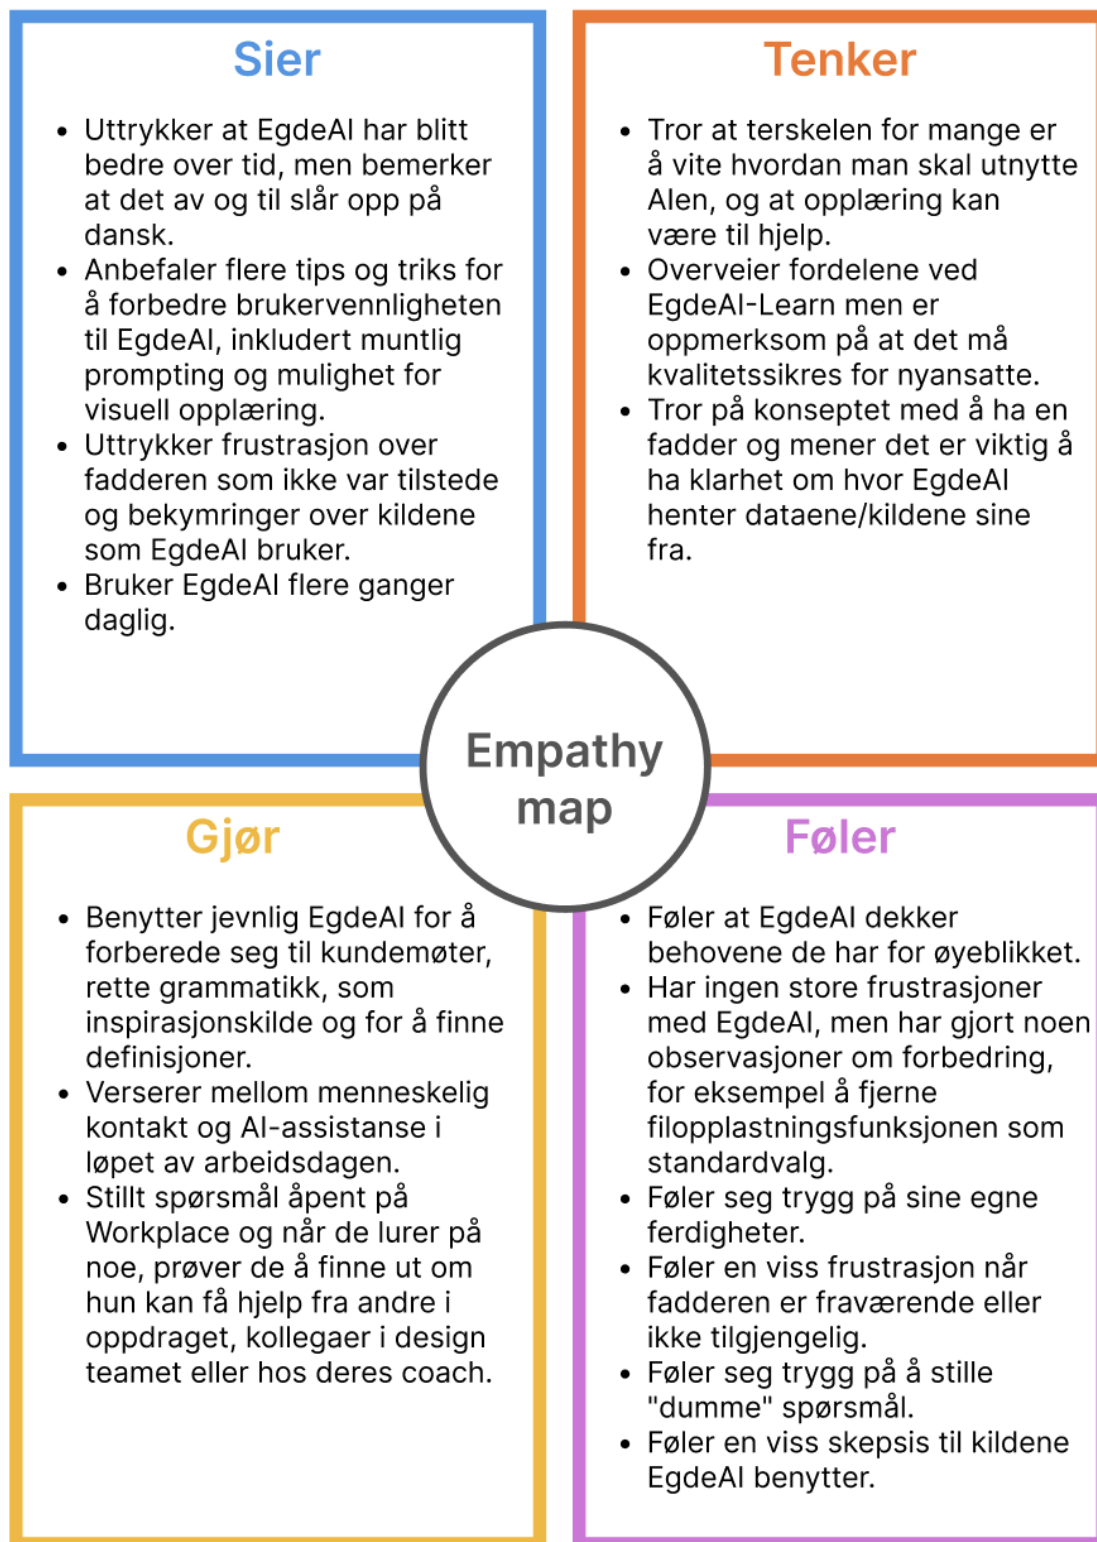 Sier
• Uttrykker at EgdeAI har blitt
bedre over tid, men bemerker
at det av og til slår opp på
dansk.
• Anbefaler flere tips og triks for
å forbedre brukervennligheten
til EgdeAI, inkludert muntlig
prompting og mulighet for
visuell opplæring.
• Uttrykker frustrasjon over
fadderen som ikke var tilstede
og bekymringer over kildene
som EgdeAI bruker.
• Bruker EgdeAI flere ganger
daglig.
Tenker
• Tror at terskelen for mange er
å vite hvordan man skal utnytte
AIen, og at opplæring kan
være til hjelp.
• Overveier fordelene ved
EgdeAI-Learn men er
oppmerksom på at det må
kvalitetssikres for nyansatte.
• Tror på konseptet med å ha en
fadder og mener det er viktig å
ha klarhet om hvor EgdeAI
henter dataene/kildene sine
fra.
Empathy
map
Gjør
• Benytter jevnlig EgdeAI for å
forberede seg til kundemøter,
rette grammatikk, som
inspirasjonskilde og for å finne
definisjoner.
• Verserer mellom menneskelig
kontakt og AI-assistanse i
løpet av arbeidsdagen.
• Stillt spørsmål åpent på
Workplace og når de lurer på
noe, prøver de å finne ut om
hun kan få hjelp fra andre i
oppdraget, kollegaer i design
teamet eller hos deres coach.
Føler
• Føler at EgdeAI dekker
behovene de har for øyeblikket.
• Har ingen store frustrasjoner
med EgdeAI, men har gjort noen
observasjoner om forbedring,
for eksempel å fjerne
filopplastningsfunksjonen som
standardvalg.
• Føler seg trygg på sine egne
ferdigheter.
• Føler en viss frustrasjon når
fadderen er fraværende eller
ikke tilgjengelig.
• Føler seg trygg på å stille
"dumme" spørsmål.
• Føler en viss skepsis til kildene
EgdeAI benytter.